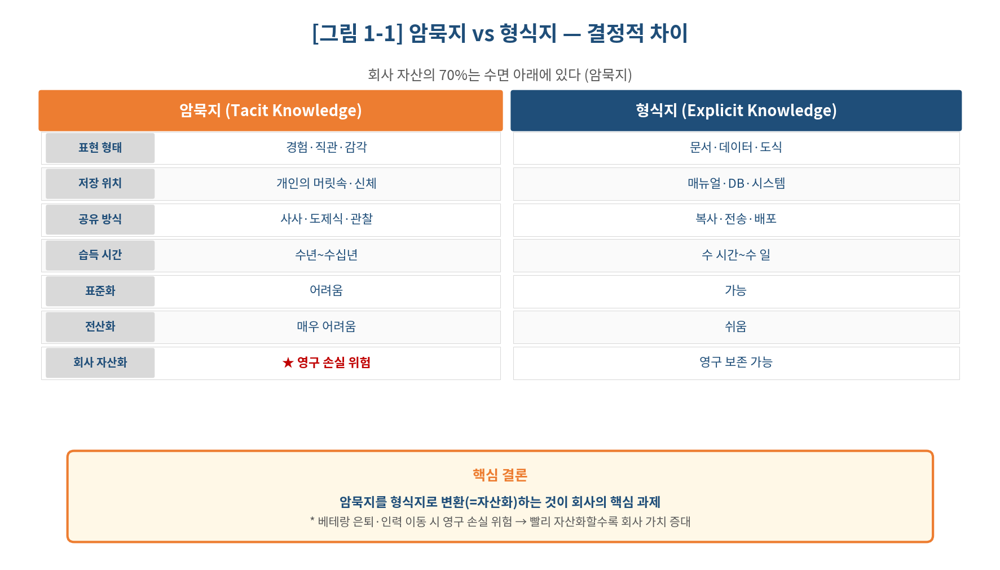 [그림 1-1] 암묵지 vs 형식지 — 결정적 차이
회사 자산의 70%는 수면 아래에 있다 (암묵지)
암묵지 (Tacit Knowledge) 형식지 (Explicit Knowledge)
표현 형태 경험·직관·감각 문서·데이터·도식
저장 위치 개인의 머릿속·신체 매뉴얼·DB·시스템
공유 방식 사사·도제식·관찰 복사·전송·배포
습득 시간 수년~수십년 수 시간~수 일
표준화 어려움 가능
전산화 매우 어려움 쉬움
회사 자산화 ★ 영구 손실 위험 영구 보존 가능
핵심 결론
암묵지를 형식지로 변환(=자산화)하는 것이 회사의 핵심 과제
* 베테랑 은퇴·인력 이동 시 영구 손실 위험 → 빨리 자산화할수록 회사 가치 증대